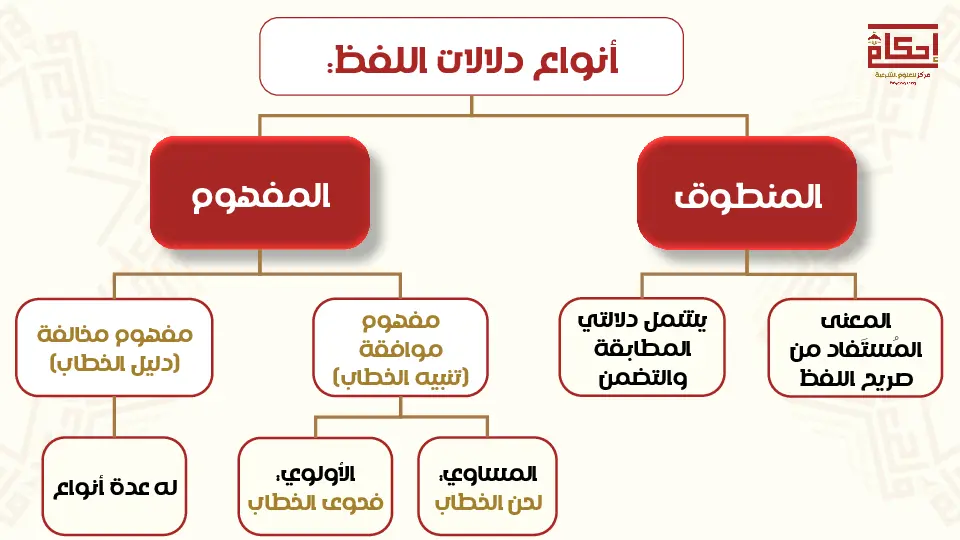 أنواع دلالات اللفظ:
إحكام
مركز للعلوم الشرعية
المنطوق
المفهوم
المعنى
المُستَفاد من
صريح اللفظ
يشمل دلالتي
المطابقة
والتضمن
مفهوم
موافقة
(تنبيه الخطاب)
مفهوم مخالفة
(دليل الخطاب)
المساوي:
لحن الخطاب
الأولوي:
فحوى الخطاب
له عدة أنواع